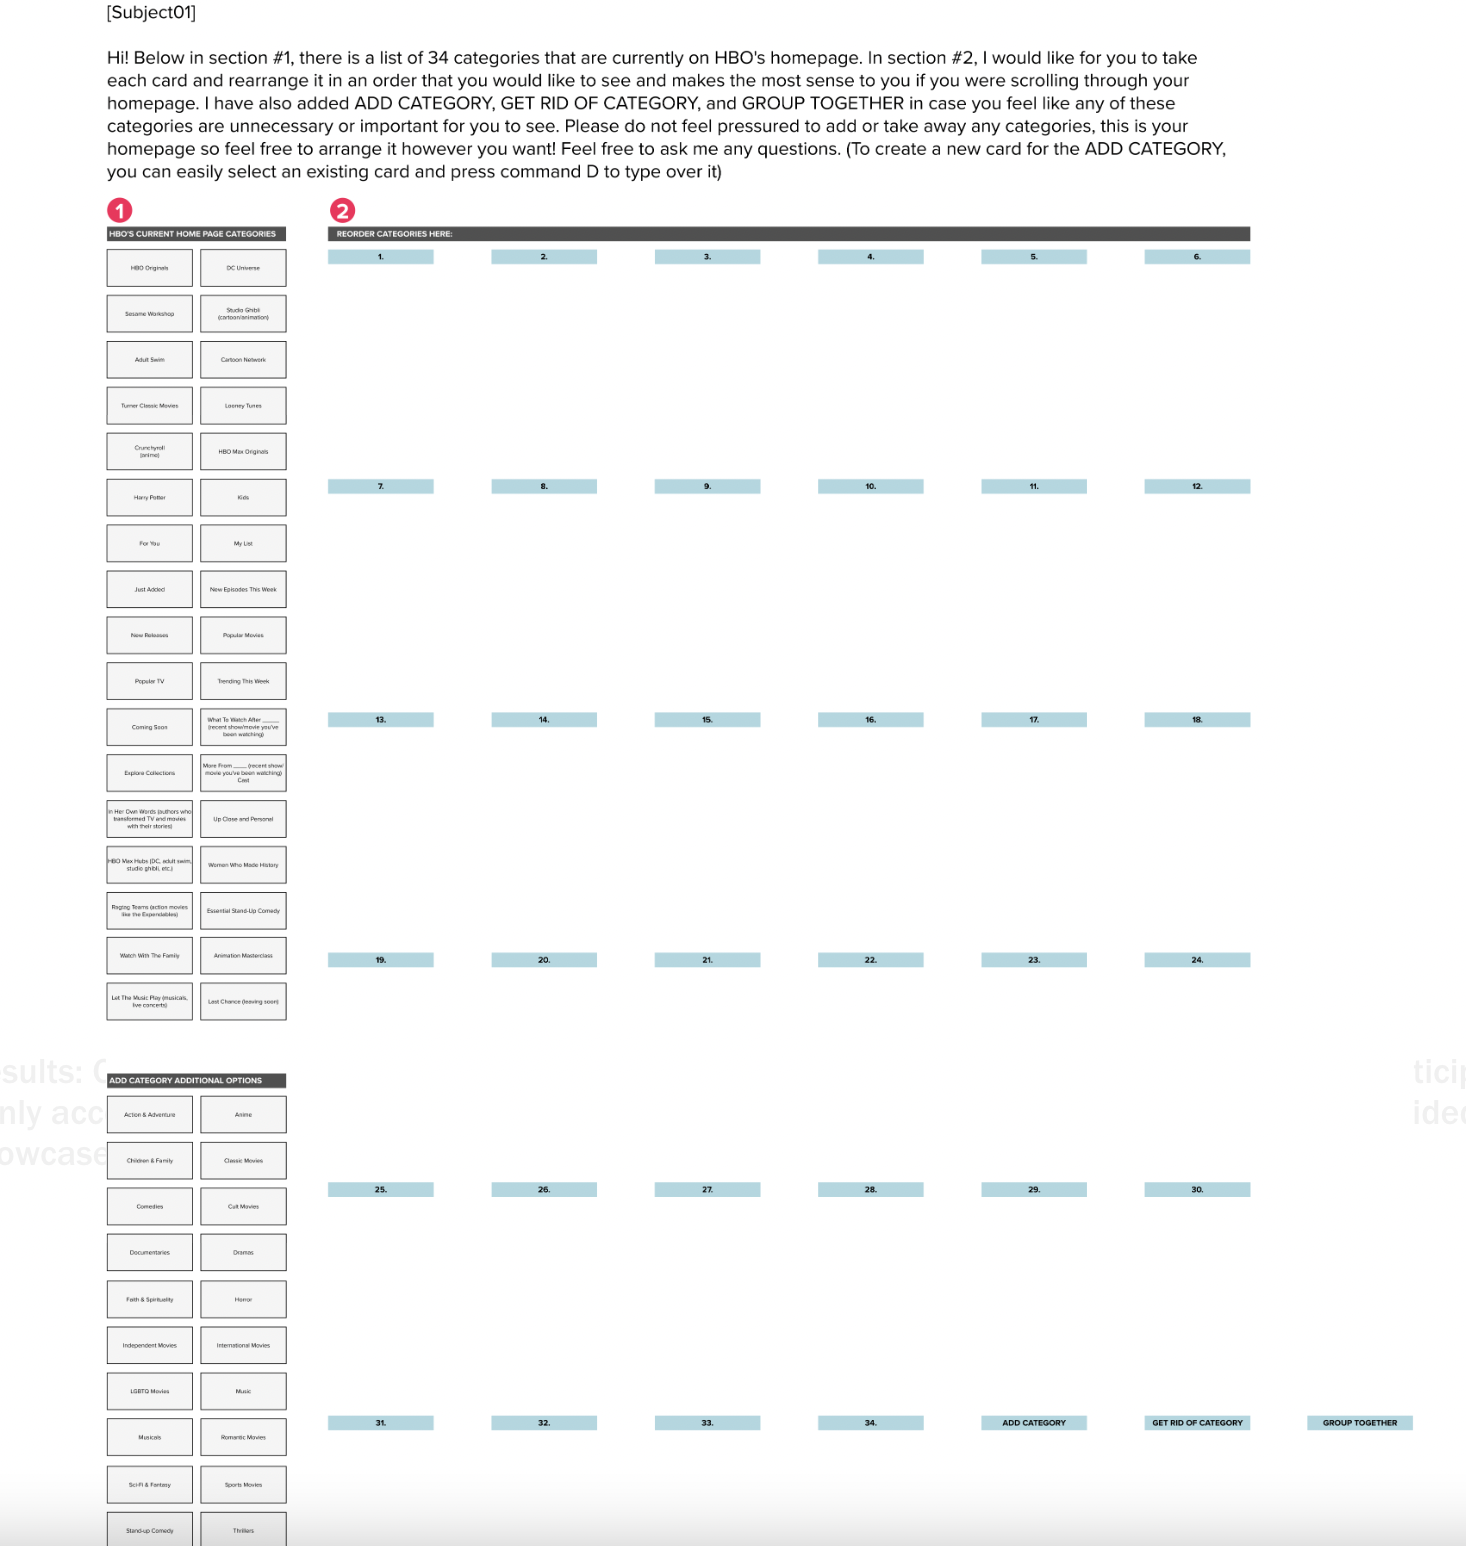 [Subject01]
Hi! Below in section #1, there is a list of 34 categories that are currently on HBO's homepage. In section #2, I would like for you to take
each card and rearrange it in an order that you would like to see and makes the most sense to you if you were scrolling through your
homepage. I have also added ADD CATEGORY, GET RID OF CATEGORY, and GROUP TOGETHER in case you feel like any of these
categories are unnecessary or important for you to see. Please do not feel pressured to add or take away any categories, this is your
homepage so feel free to arrange it however you want! Feel free to ask me any questions. (To create a new card for the ADD CATEGORY,
you can easily select an existing card and press command D to type over it)
1
HBO'S CURRENT HOME PAGE CATEGORIES
HBO Originals
DC Universe
Sesame Workshop
Studio Ghibli
(cartoon/animation)
Adult Swim
Cartoon Network
Turner Classic Movies
Looney Tunes
Crunchyroll
(anime)
HBO Max Originals
Harry Potter
Kids
For You
My List
Just Added
New Episodes This Week
New Releases
Popular Movies
Popular TV
Trending This Week
Coming Soon
What To Watch After _____
(recent show/movie you've
been watching)
Explore Collections
More From ____ (recent show/
movie you've been watching)
Cast
In Her Own Words (authors who
transformed TV and movies
with their stories)
Up Close and Personal
HBO Max Hubs (DC, adult swim,
studio ghibli, etc.)
Women Who Made History
Ragtag Teams (action movies
like the Expendables)
Essential Stand-Up Comedy
Watch With The Family
Animation Masterclass
Let The Music Play (musicals,
live concerts)
Last Chance (leaving soon)
ADD CATEGORY ADDITIONAL OPTIONS
Action & Adventure
Anime
Children & Family
Classic Movies
Comedies
Cult Movies
Documentaries
Dramas
Faith & Spirituality
Horror
Independent Movies
International Movies
LGBTQ Movies
Music
Musicals
Romantic Movies
Sci-Fi & Fantasy
Sports Movies
Stand-up Comedy
Thrillers
2
REORDER CATEGORIES HERE:
1.
2.
3.
4.
5.
6.
7.
8.
9.
10.
11.
12.
13.
14.
15.
16.
17.
18.
19.
20.
21.
22.
23.
24.
25.
26.
27.
28.
29.
30.
31.
32.
33.
34.
ADD CATEGORY
GET RID OF CATEGORY
GROUP TOGETHER